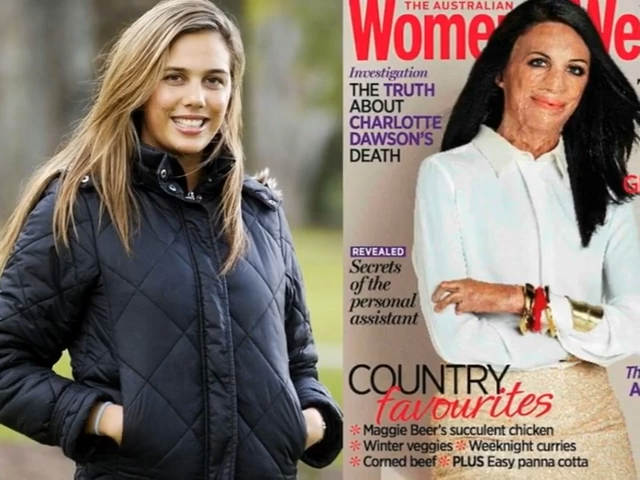 THE AUSTRALIAN
Women's We
Investigation
THE TRUTH
ABOUT
CHARLOTTE
DAWSON'S
DEATH
REVEALED
Secrets
of the
personal
assistant
COUNTRY
favourites
* Maggie Beer's succulent chicken
* Winter veggies * Weeknight curries
* Corned beef * PLUS Easy panna cotta
Th
A